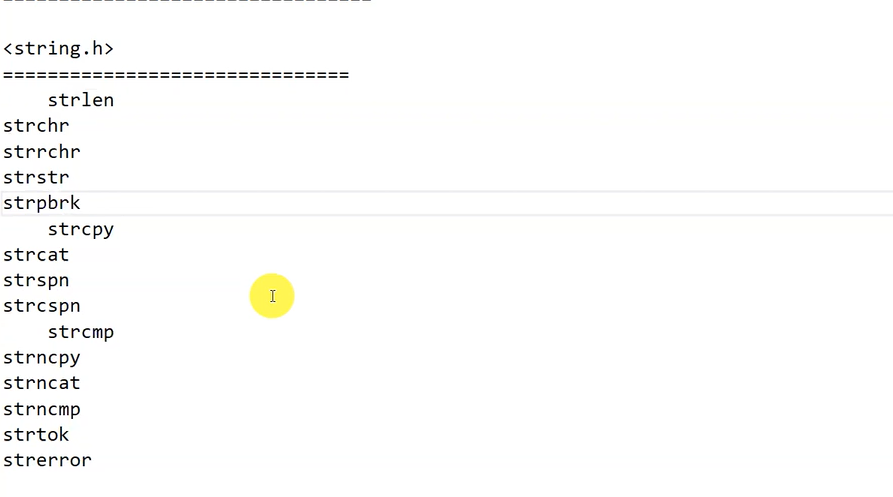 <string.h>
===============================
    strlen
strchr
strrchr
strstr
strpbrk
    strcpy
strcat
strspn
strcspn
    strcmp
strncpy
strncat
strncmp
strtok
strerror